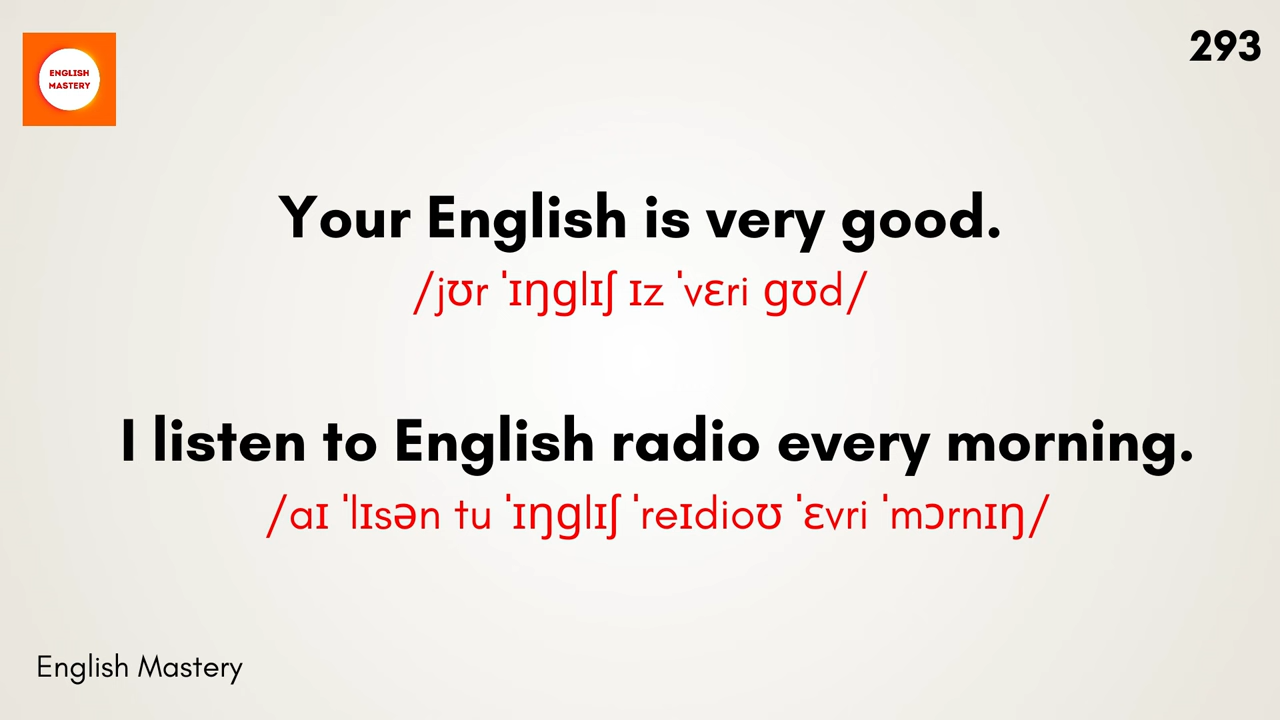 ENGLISH
MASTERY
293
Your English is very good.
/jʊr ˈɪŋglɪʃ ɪz ˈvɛri gʊd/
I listen to English radio every morning.
/aɪ ˈlɪsən tu ˈɪŋglɪʃ ˈreɪdioʊ ˈɛvri ˈmɔrnɪŋ/
English Mastery